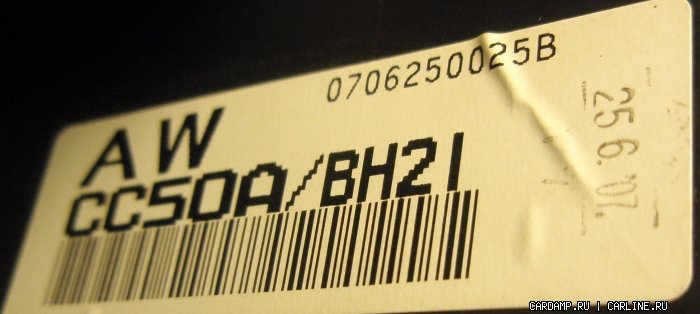 0706250025B
AW
CC50A/BH21
25.6.'07.
CARDAMP.RU | CARLINE.RU